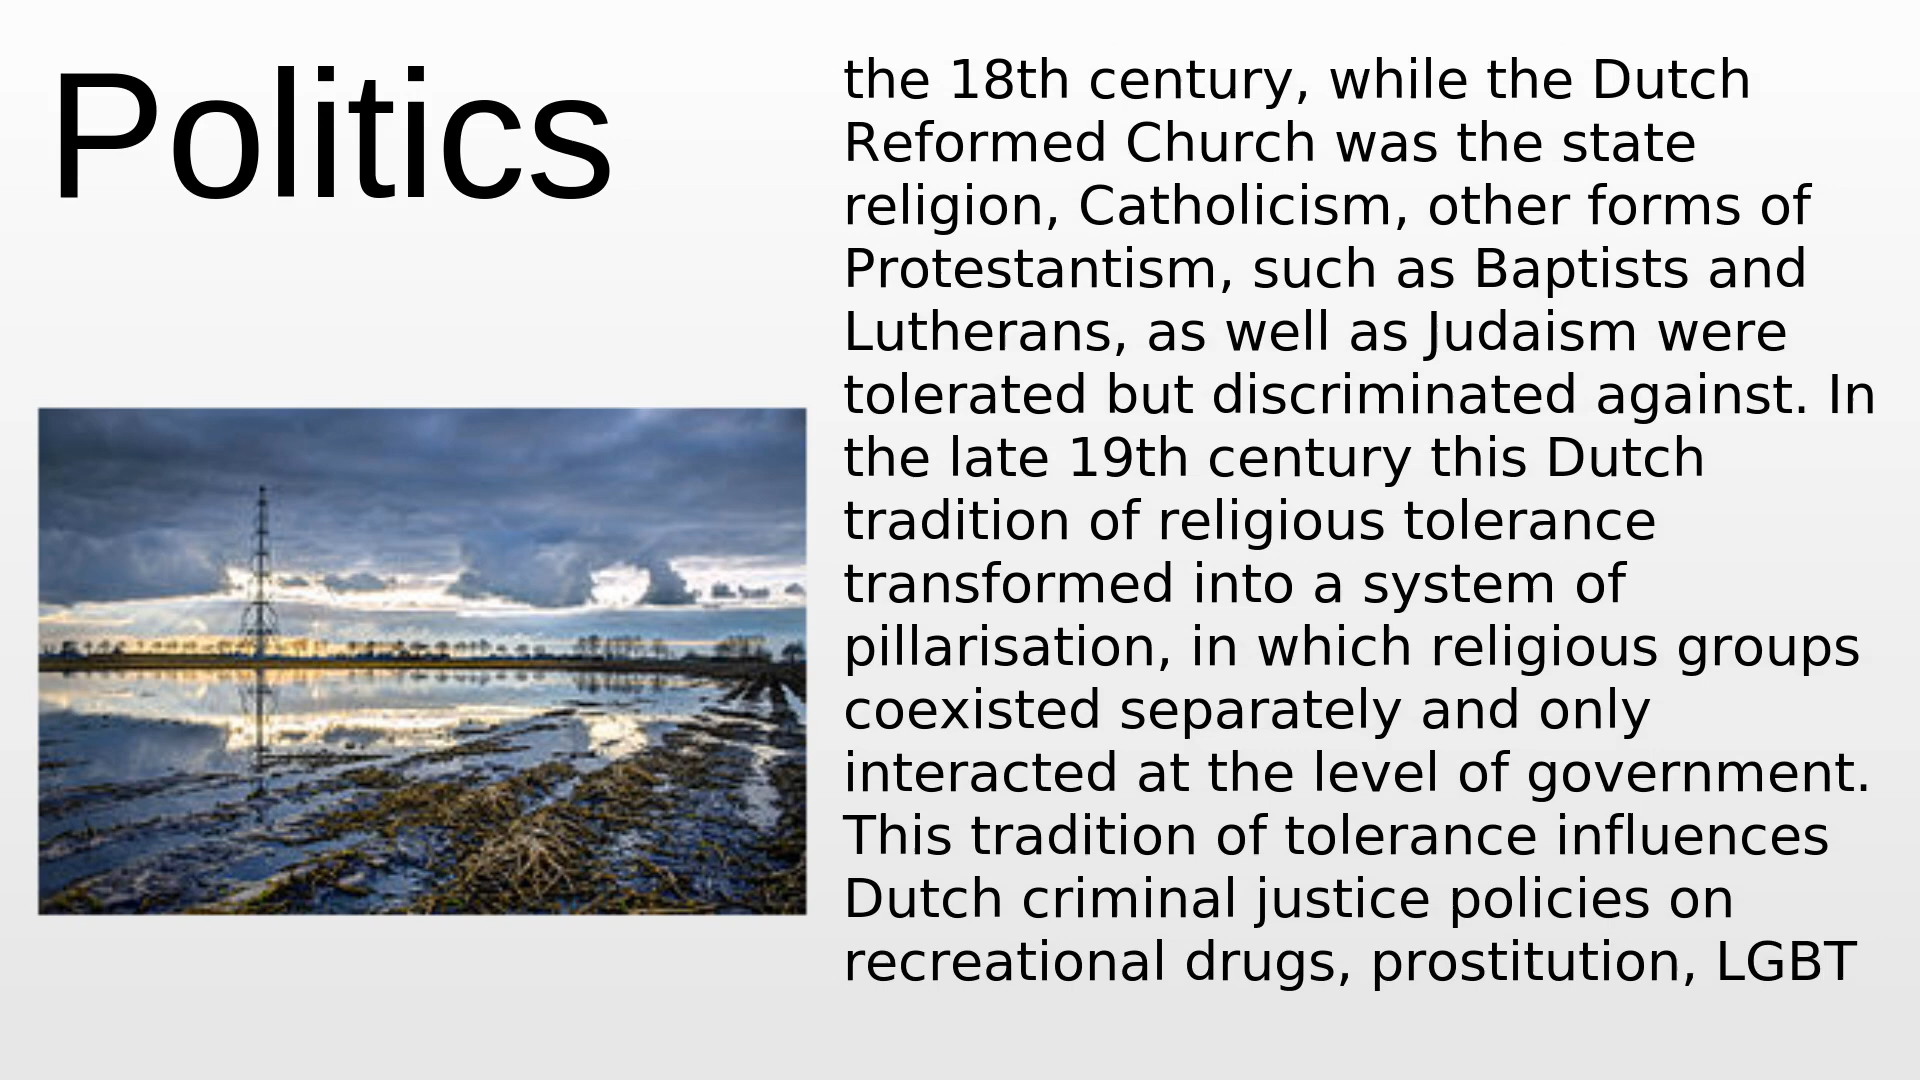 Politics
the 18th century, while the Dutch
Reformed Church was the state
religion, Catholicism, other forms of
Protestantism, such as Baptists and
Lutherans, as well as Judaism were
tolerated but discriminated against. In
the late 19th century this Dutch
tradition of religious tolerance
transformed into a system of
pillarisation, in which religious groups
coexisted separately and only
interacted at the level of government.
This tradition of tolerance influences
Dutch criminal justice policies on
recreational drugs, prostitution, LGBT